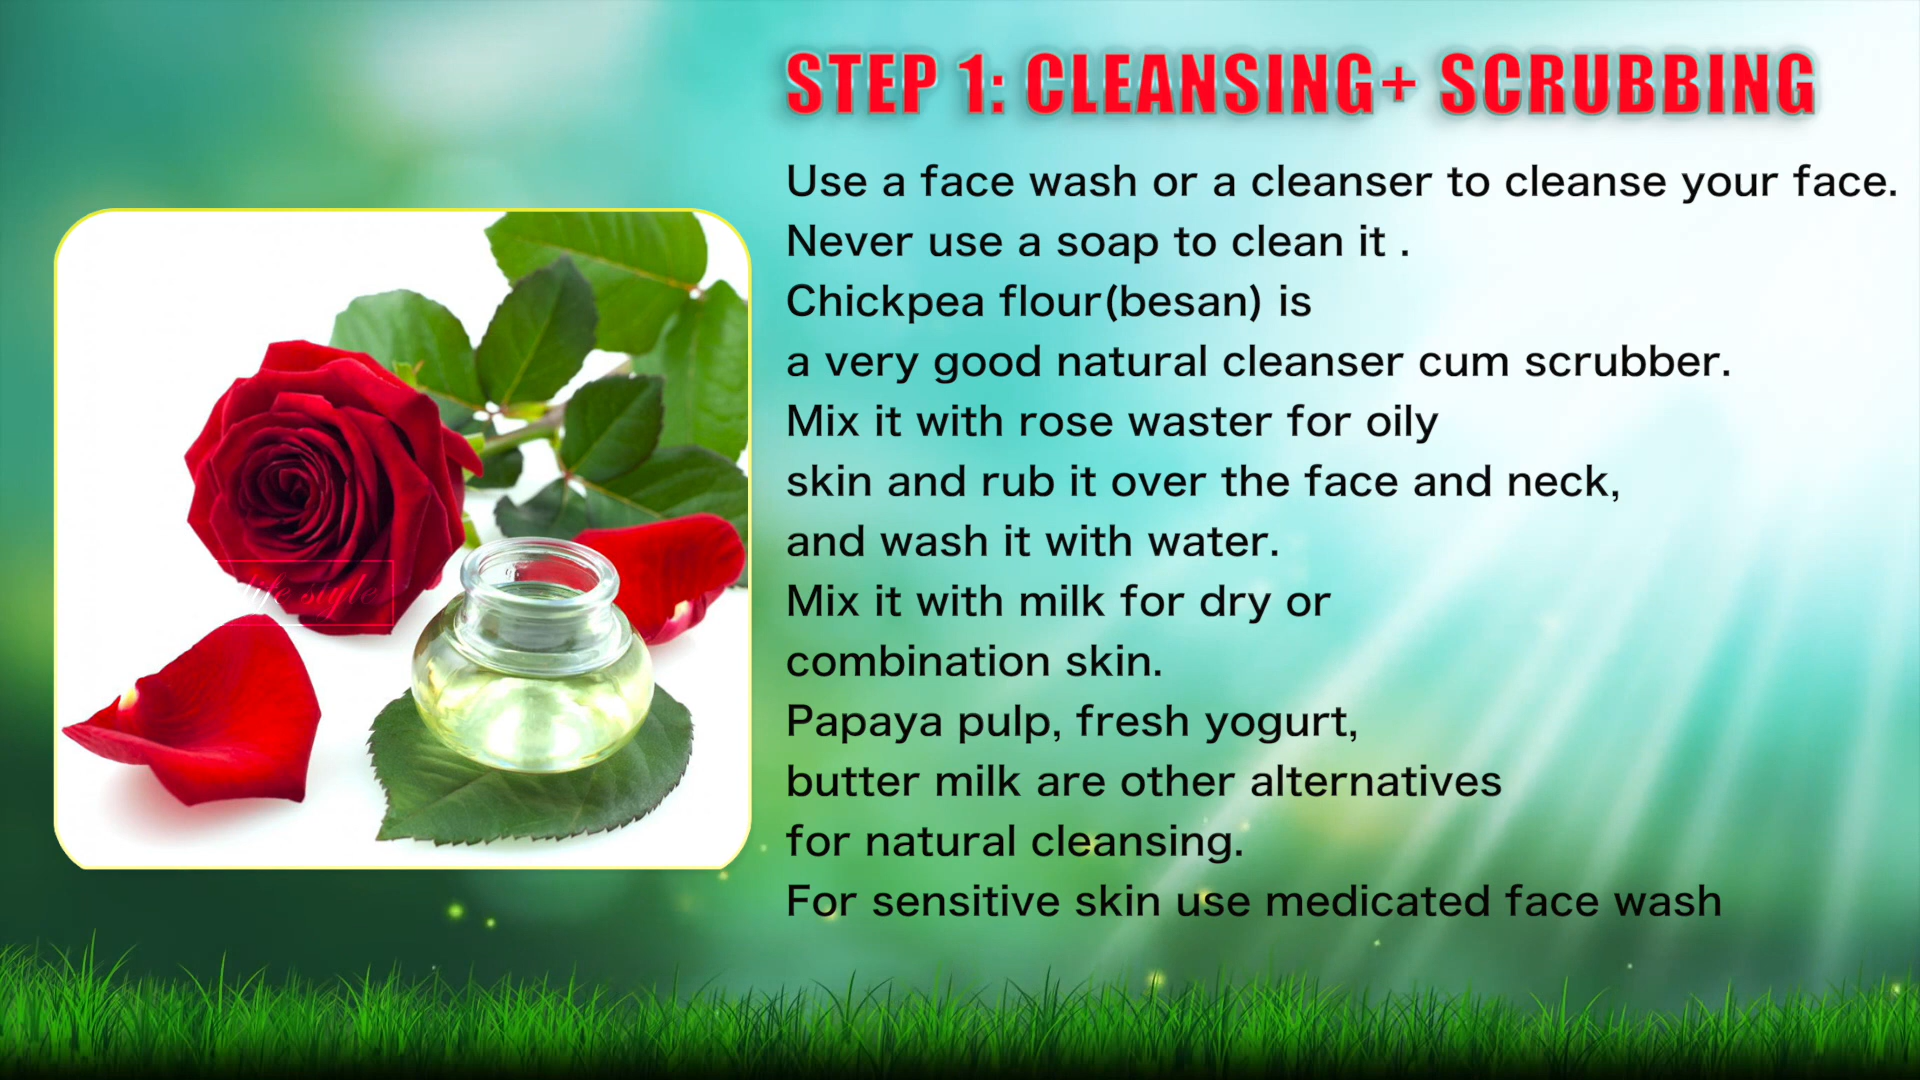 STEP 1: CLEANSING+ SCRUBBING
Use a face wash or a cleanser to cleanse your face.
Never use a soap to clean it .
Chickpea flour(besan) is
a very good natural cleanser cum scrubber.
Mix it with rose waster for oily
skin and rub it over the face and neck,
and wash it with water.
Mix it with milk for dry or
combination skin.
Papaya pulp, fresh yogurt,
butter milk are other alternatives
for natural cleansing.
For sensitive skin use medicated face wash
life style